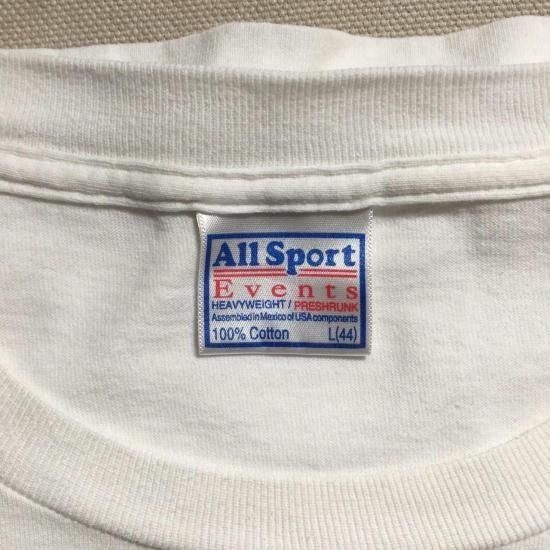 All Sport
Events
HEAVYWEIGHT / PRESHRUNK
Assembled in Mexico of USA components
100% Cotton L(44)